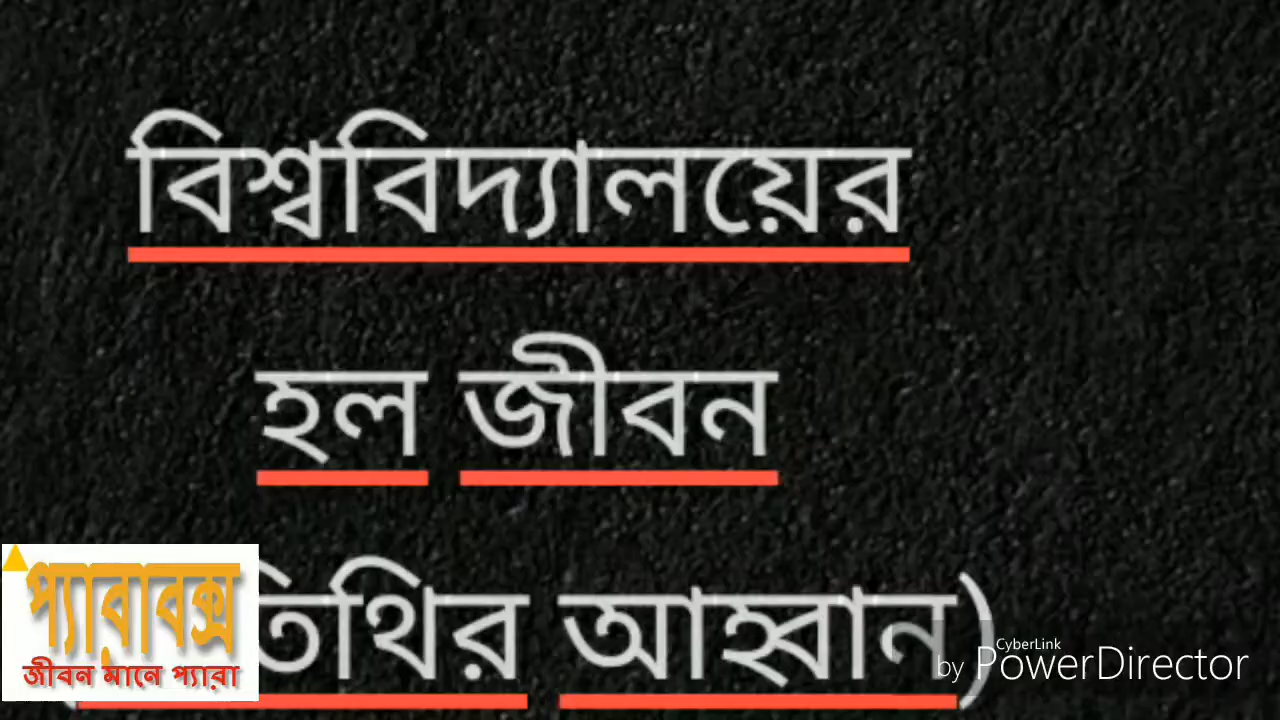 বিশ্ববিদ্যালয়ের
হল জীবন
তিথির আহ্বান)
প্যারাবক্স
জীবন মানে প্যারা
CyberLink
by PowerDirector